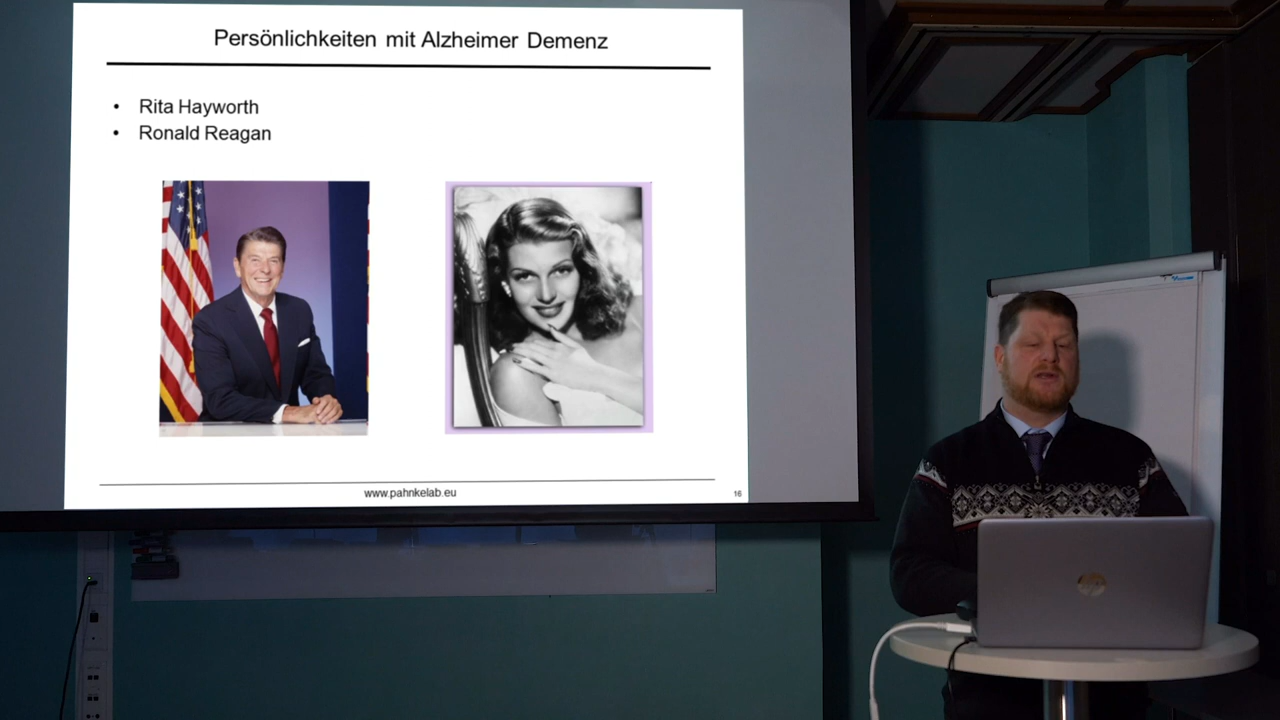 Persönlichkeiten mit Alzheimer Demenz
• Rita Hayworth
• Ronald Reagan
www.pahnkelab.eu
16